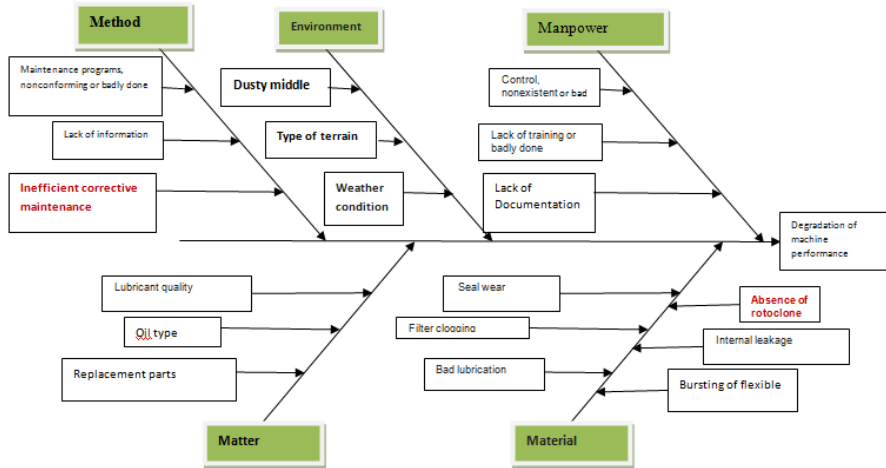 Method
Environment
Manpower
Maintenance programs,
nonconforming or badly done
Lack of information
Inefficient corrective
maintenance
Dusty middle
Type of terrain
Weather
condition
Control,
nonexistent or bad
Lack of training or
badly done
Lack of
Documentation
Degradation of
machine
performance
Lubricant quality
Oil type
Replacement parts
Seal wear
Filter clogging
Bad lubrication
Absence of
rotoclone
Internal leakage
Bursting of flexible
Matter
Material